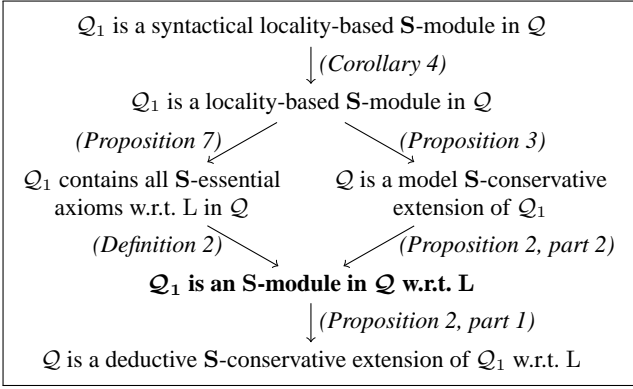 𝒬₁ is a syntactical locality-based S-module in 𝒬
(Corollary 4)
𝒬₁ is a locality-based S-module in 𝒬
(Proposition 7) (Proposition 3)
𝒬₁ contains all S-essential 𝒬 is a model S-conservative
axioms w.r.t. L in 𝒬 extension of 𝒬₁
(Definition 2) (Proposition 2, part 2)
𝒬₁ is an S-module in 𝒬 w.r.t. L
(Proposition 2, part 1)
𝒬 is a deductive S-conservative extension of 𝒬₁ w.r.t. L